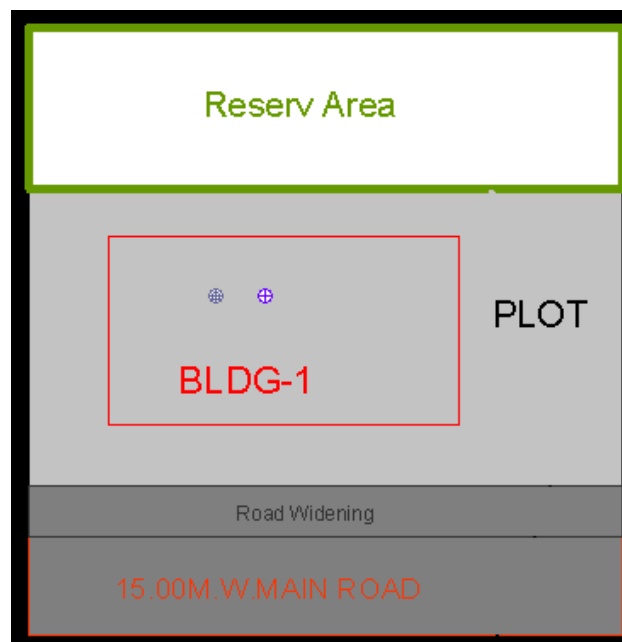 Reserv Area
PLOT
BLDG-1
Road Widening
15.00M.W.MAIN ROAD